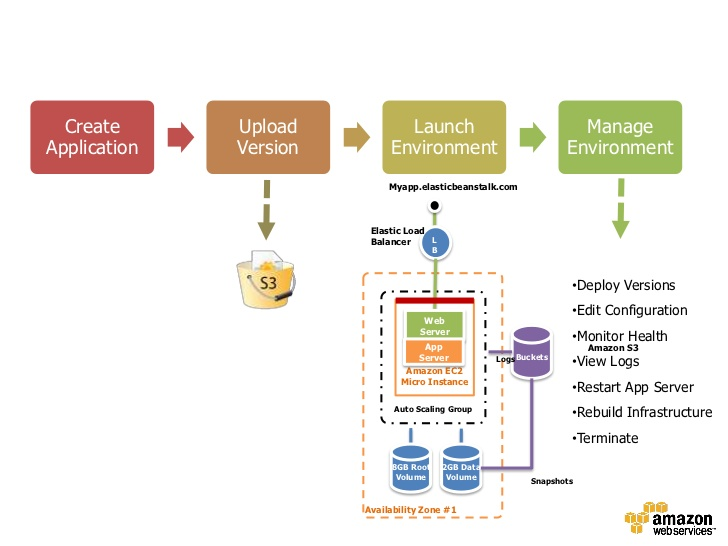 Create
Application
Upload
Version
Launch
Environment
Manage
Environment
Myapp.elasticbeanstalk.com
Elastic Load
Balancer
L
B
S3
Web
Server
App
Server
Amazon EC2
Micro Instance
Auto Scaling Group
Logs
Buckets
Amazon S3
8GB Root
Volume
2GB Data
Volume
Snapshots
Availability Zone #1
•Deploy Versions
•Edit Configuration
•Monitor Health
•View Logs
•Restart App Server
•Rebuild Infrastructure
•Terminate
amazon
webservices™